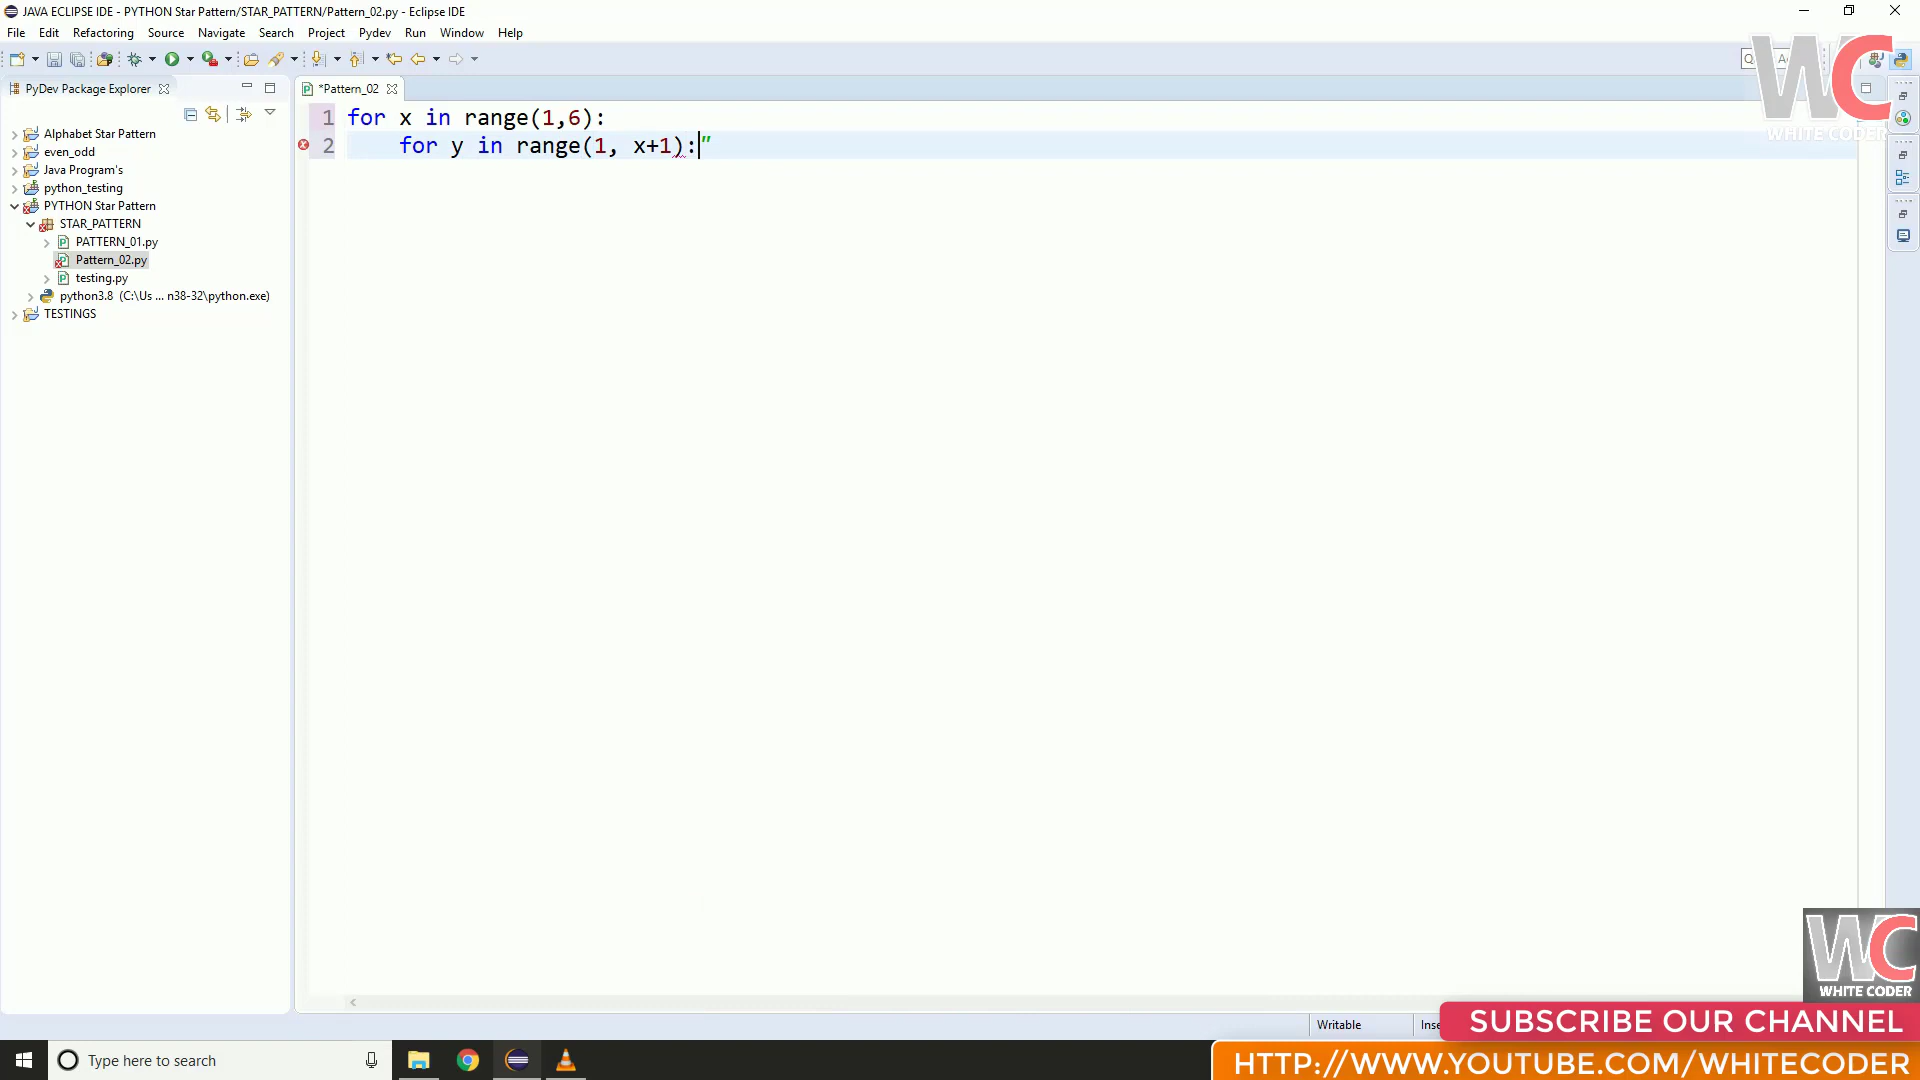 JAVA ECLIPSE IDE - PYTHON Star Pattern/STAR_PATTERN/Pattern_02.py - Eclipse IDE
File Edit Refactoring Source Navigate Search Project Pydev Run Window Help
WC
WHITE CODER
PyDev Package Explorer
*Pattern_02
Alphabet Star Pattern
even_odd
Java Program's
python_testing
PYTHON Star Pattern
STAR_PATTERN
PATTERN_01.py
Pattern_02.py
testing.py
python3.8 (C:\Us ... n38-32\python.exe)
TESTINGS
1 for x in range(1,6):
2 for y in range(1, x+1):"
WC
WHITE CODER
Writable
SUBSCRIBE OUR CHANNEL
Type here to search
HTTP://WWW.YOUTUBE.COM/WHITECODER